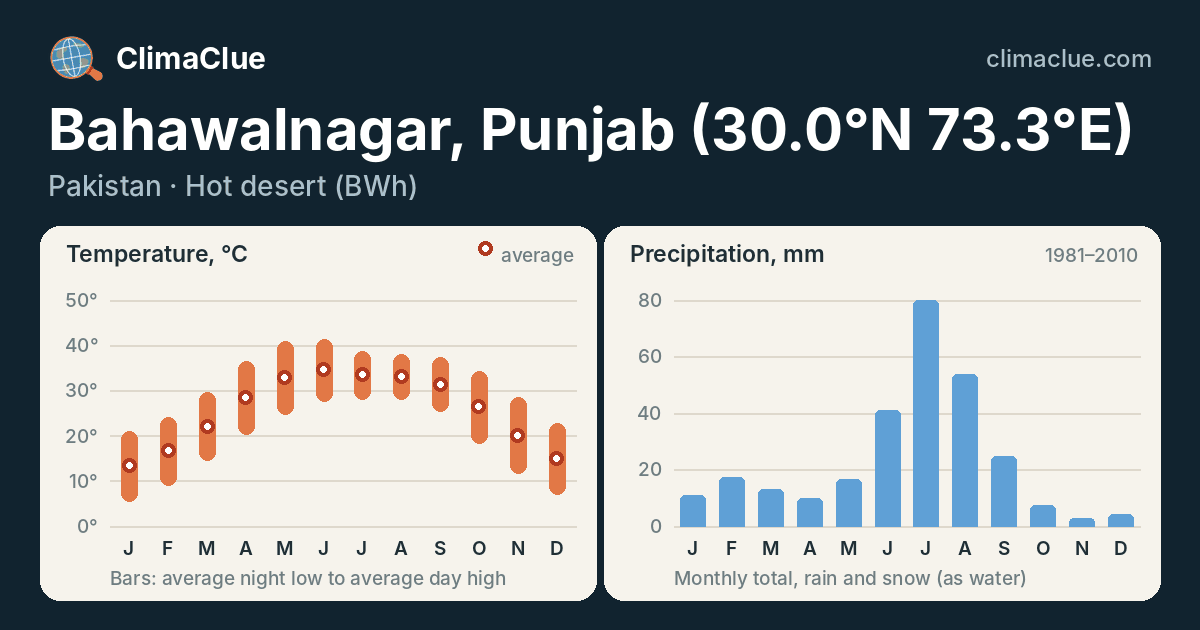 ClimaClue
climaclue.com
Bahawalnagar, Punjab (30.0°N 73.3°E)
Pakistan · Hot desert (BWh)
Temperature, °C
average
50°
40°
30°
20°
10°
0°
J F M A M J J A S O N D
Bars: average night low to average day high
Precipitation, mm
1981–2010
80
60
40
20
0
J F M A M J J A S O N D
Monthly total, rain and snow (as water)